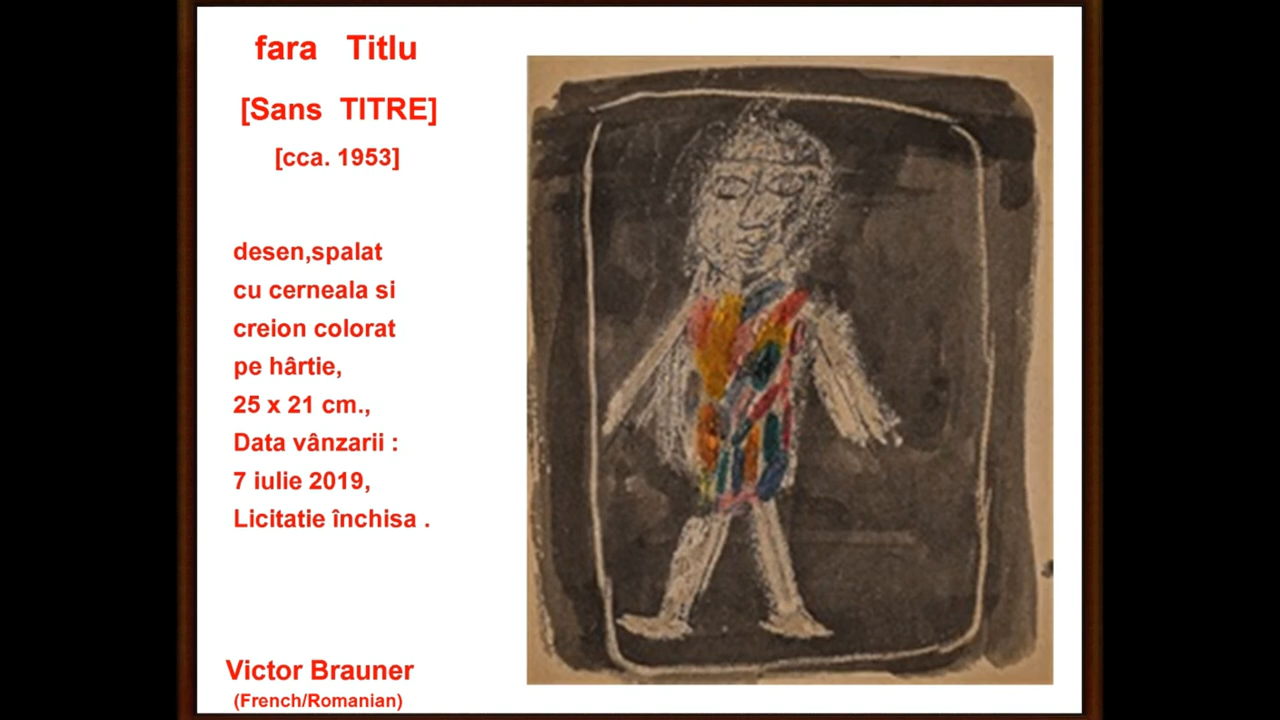 fara Titlu
[Sans TITRE]
[cca. 1953]
desen,spalat
cu cerneala si
creion colorat
pe hârtie,
25 x 21 cm.,
Data vânzarii :
7 iulie 2019,
Licitatie închisa .
Victor Brauner
(French/Romanian)